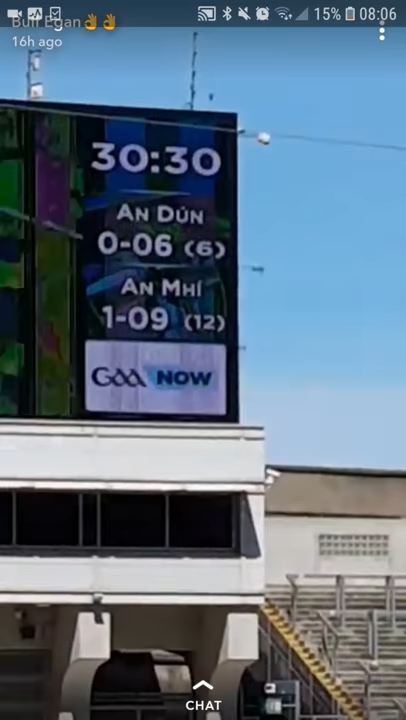 15% 08:06
Bull Egan👌👌
16h ago
30:30
AN DÚN
0-06 (6)
AN MHÍ
1-09 (12)
GAA NOW
CHAT